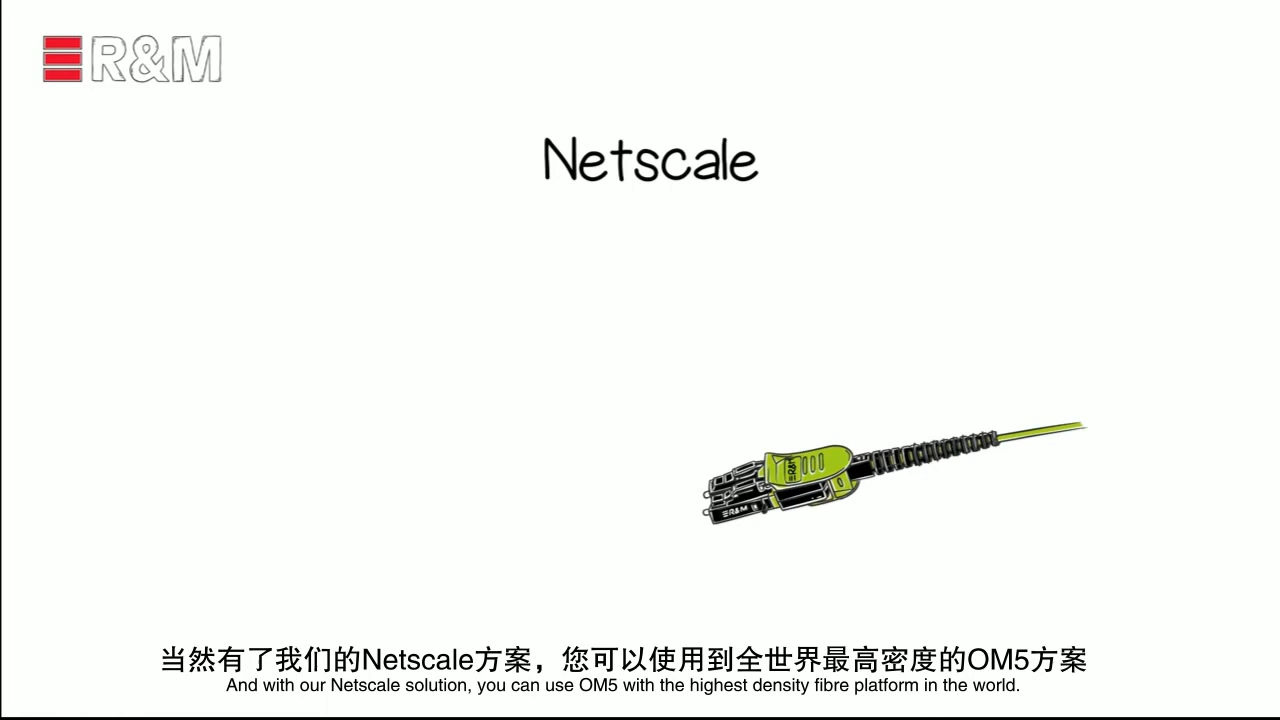 R&M
Netscale
R&M
R&M
当然有了我们的Netscale方案，您可以使用到全世界最高密度的OM5方案
And with our Netscale solution, you can use OM5 with the highest density fibre platform in the world.